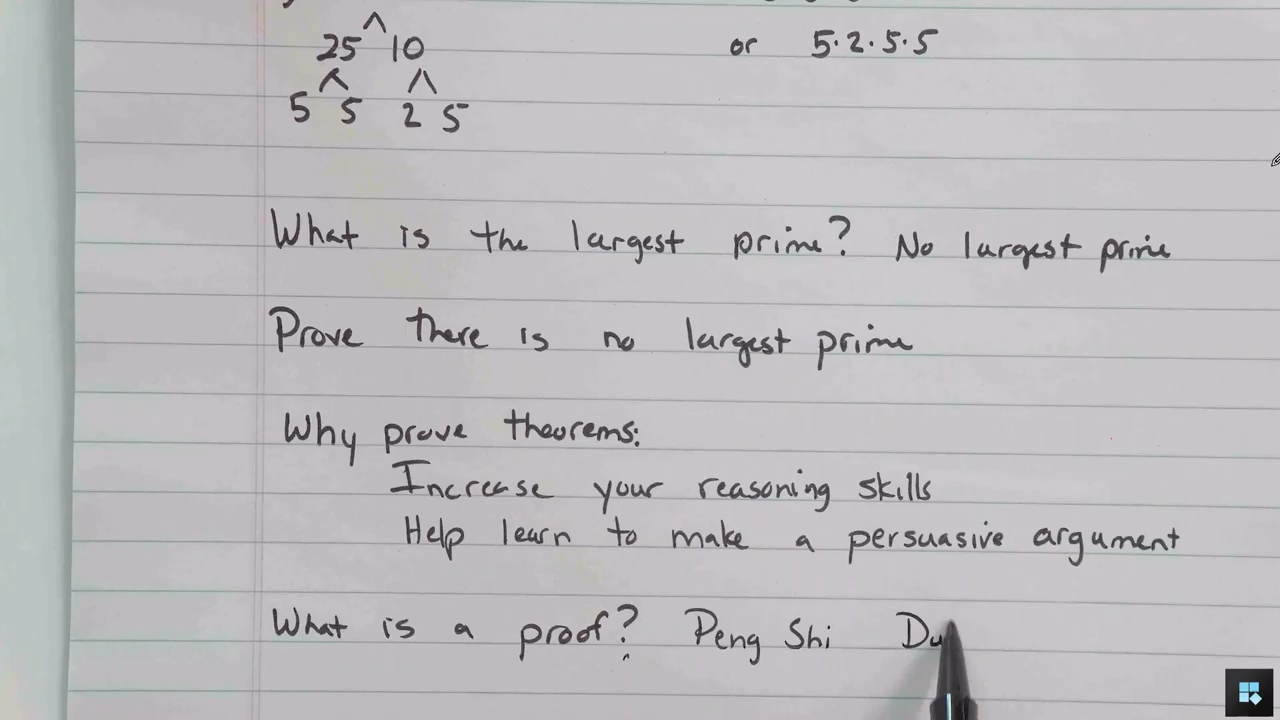 25 10 or 5·2·5·5
5 5 2 5
What is the largest prime? No largest prime
Prove there is no largest prime
Why prove theorems:
Increase your reasoning skills
Help learn to make a persuasive argument
What is a proof? Peng Shi Du